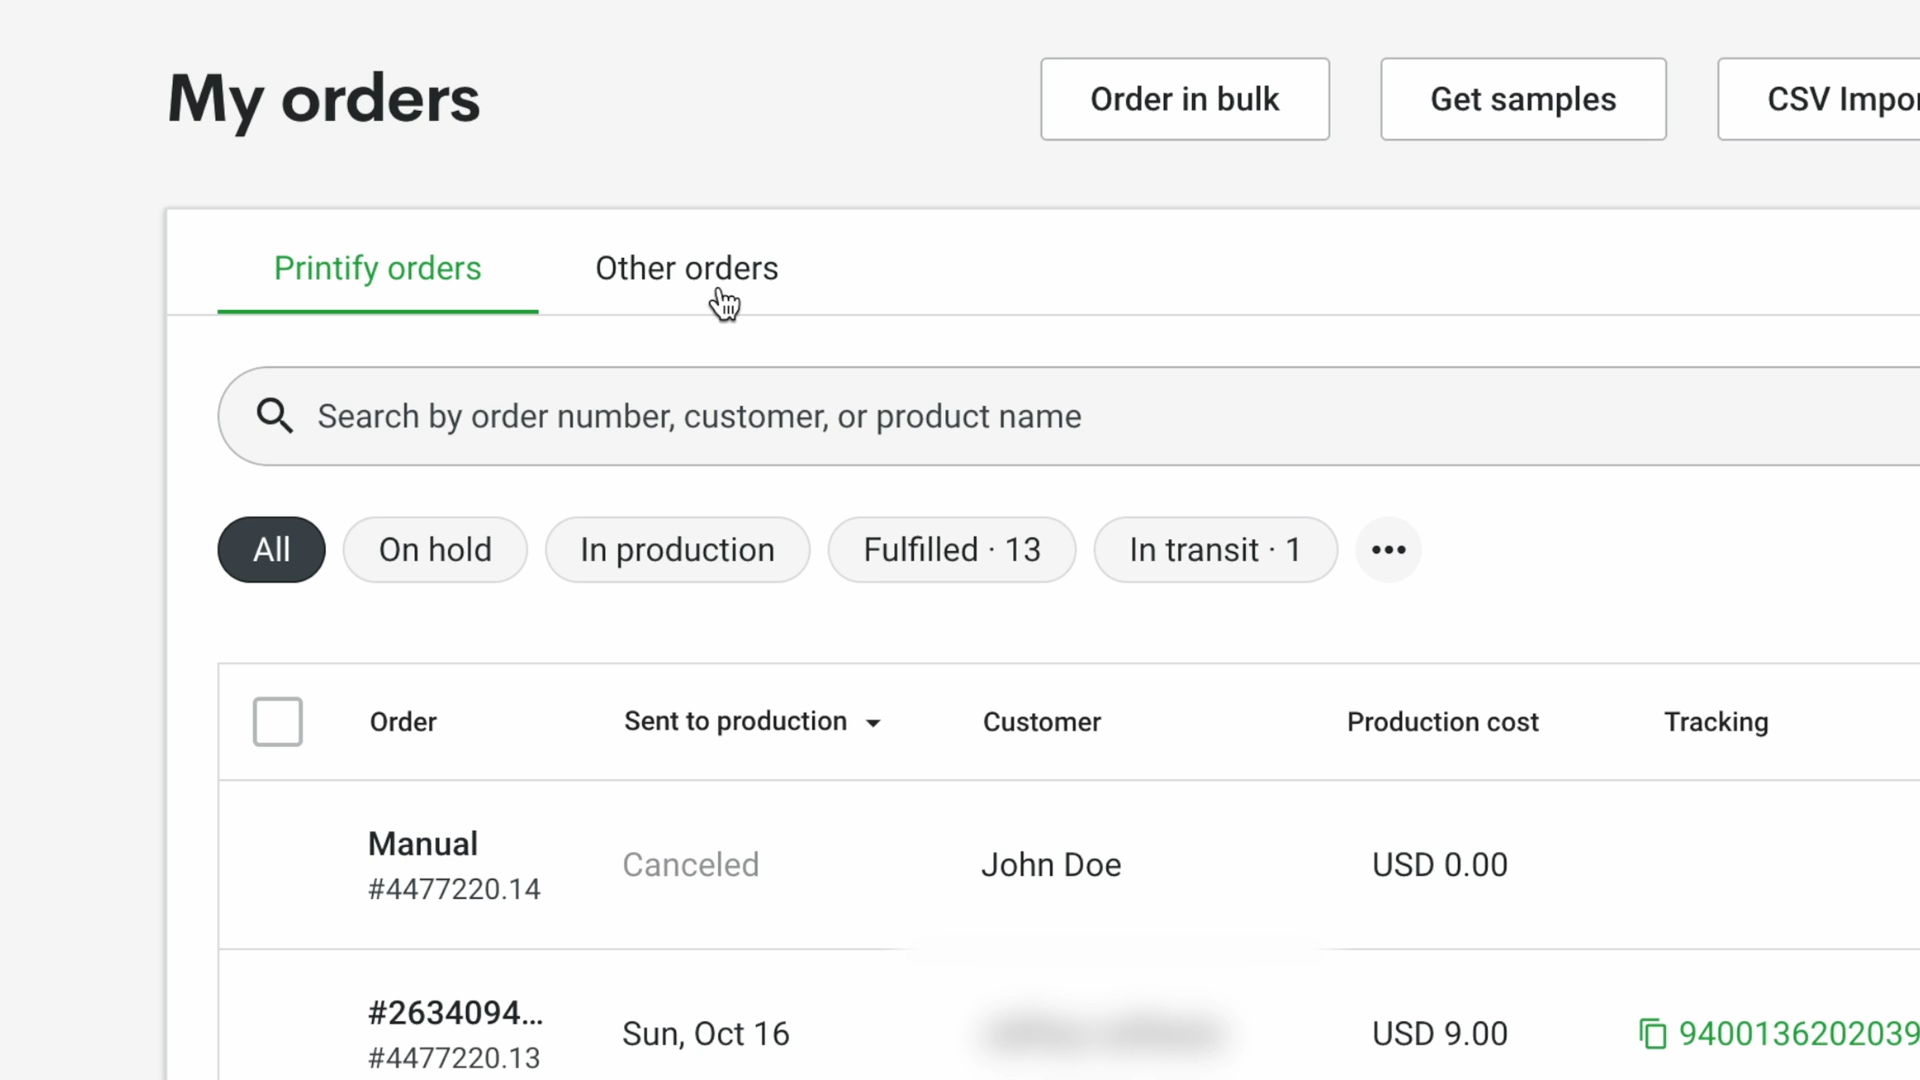 My orders
Order in bulk
Get samples
CSV Impor
Printify orders
Other orders
Search by order number, customer, or product name
All
On hold
In production
Fulfilled · 13
In transit · 1
Order
Sent to production
Customer
Production cost
Tracking
Manual
#4477220.14
Canceled
John Doe
USD 0.00
#2634094...
#4477220.13
Sun, Oct 16
USD 9.00
9400136202039